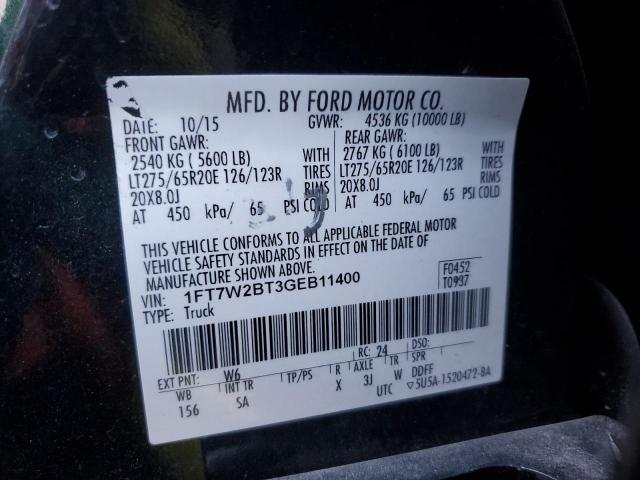 MFD. BY FORD MOTOR CO.
DATE: 10/15 GVWR: 4536 KG (10000 LB)
FRONT GAWR: REAR GAWR:
2540 KG ( 5600 LB) WITH 2767 KG ( 6100 LB) WITH
LT275/65R20E 126/123R TIRES LT275/65R20E 126/123R TIRES
20X8.0J RIMS 20X8.0J RIMS
AT 450 kPa/ 65 PSI COLD AT 450 kPa/ 65 PSI COLD
THIS VEHICLE CONFORMS TO ALL APPLICABLE FEDERAL MOTOR
VEHICLE SAFETY STANDARDS IN EFFECT ON THE DATE OF
MANUFACTURE SHOWN ABOVE.
VIN: 1FT7W2BT3GEB11400 F0452
TYPE: Truck T0997
EXT PNT: W6 RC: 24 DSO:
WB INT TR TP/PS R AXLE TR SPR
156 SA X 3J W DDFF
UTC ▽5U5A-1520472-BA